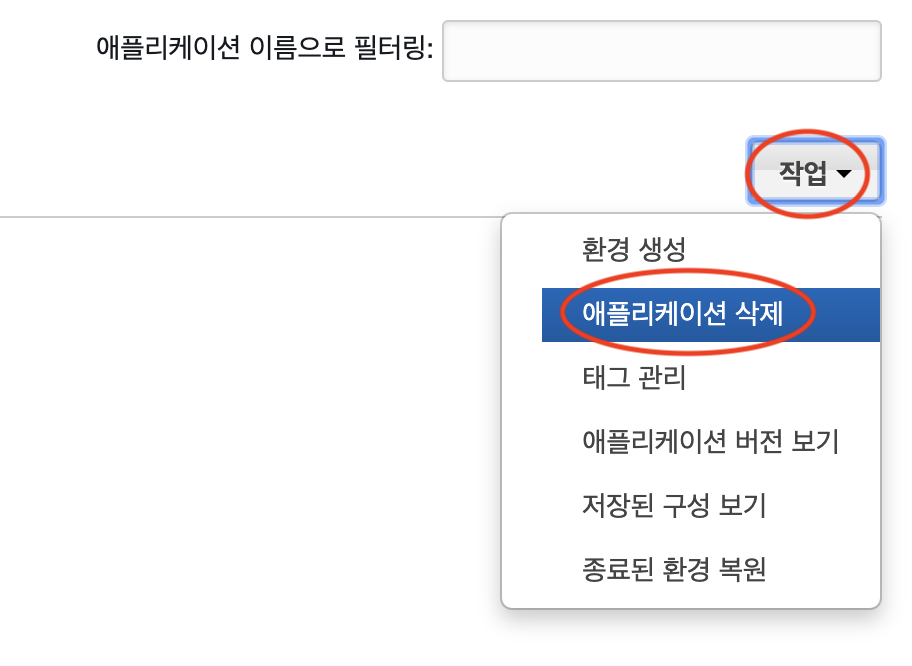 애플리케이션 이름으로 필터링:
작업
환경 생성
애플리케이션 삭제
태그 관리
애플리케이션 버전 보기
저장된 구성 보기
종료된 환경 복원